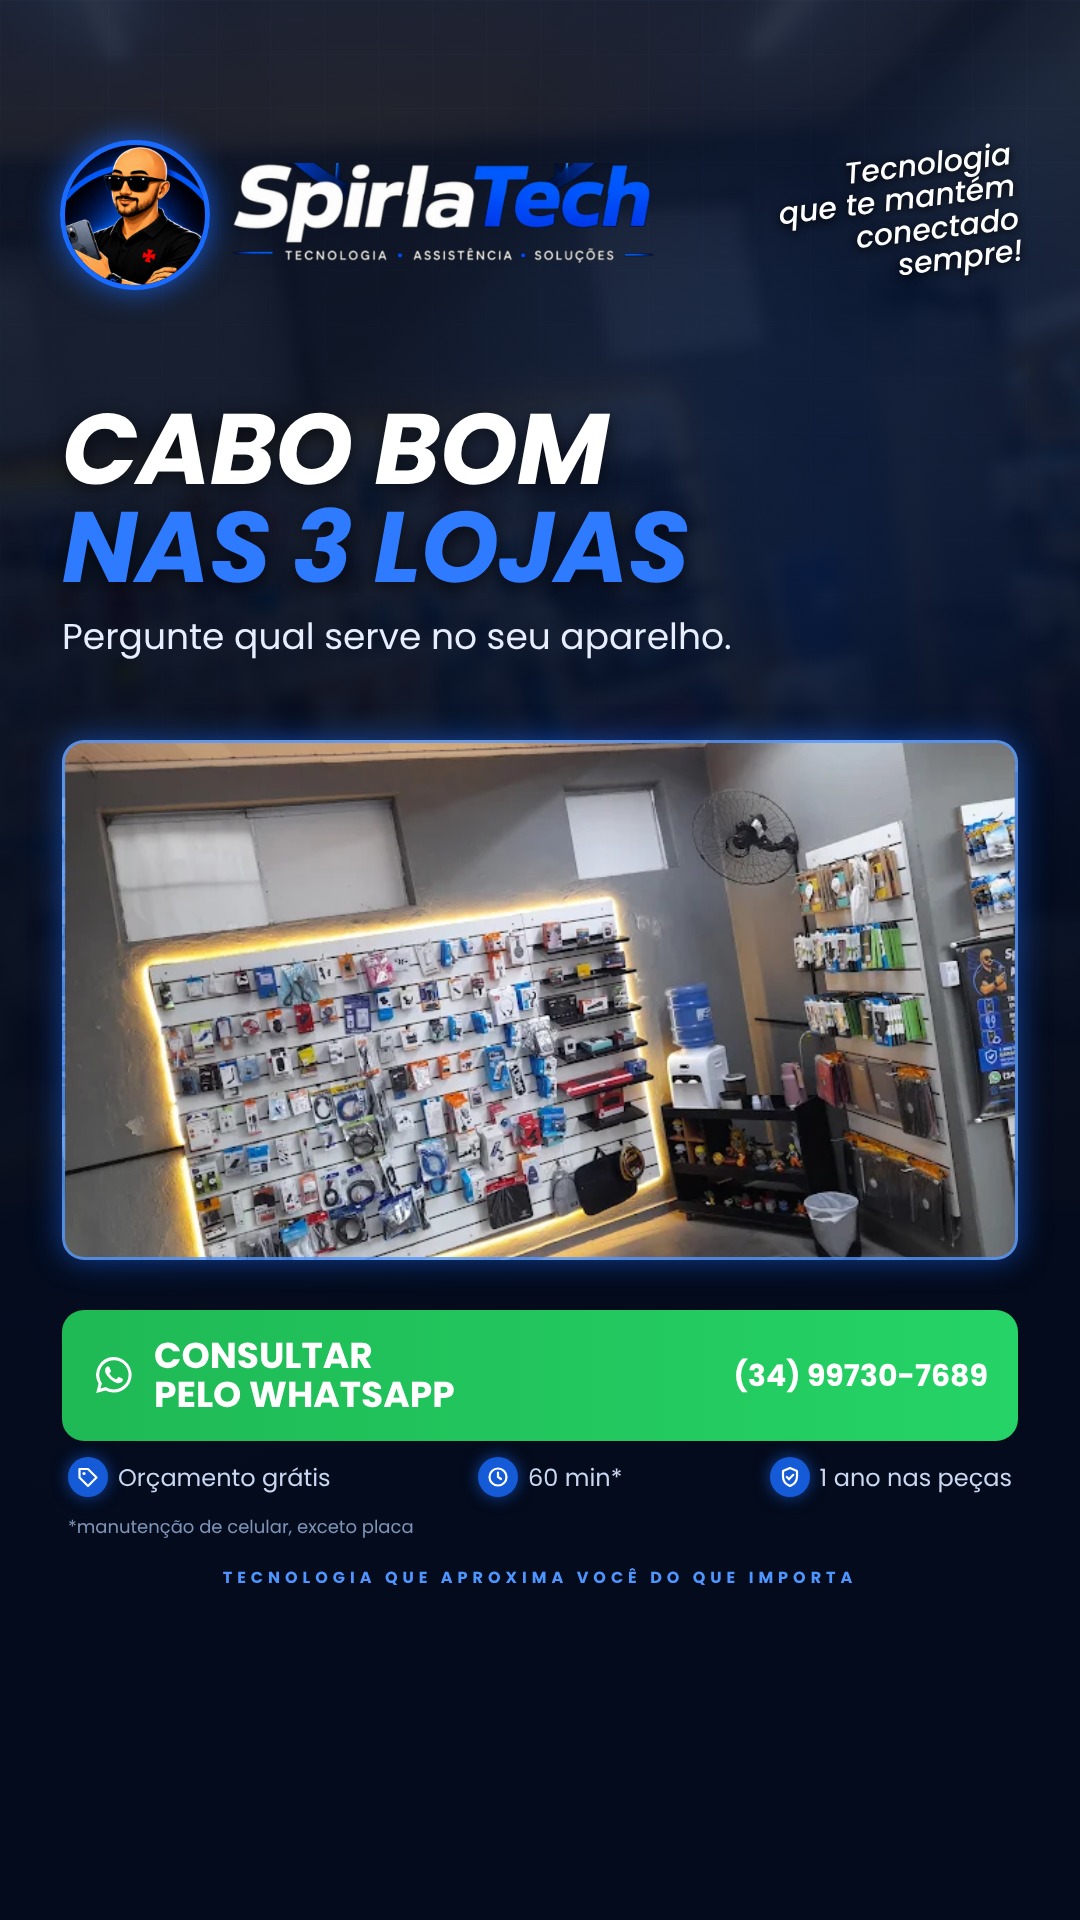 SpirlaTech
TECNOLOGIA • ASSISTÊNCIA • SOLUÇÕES
Tecnologia
que te mantém
conectado
sempre!
CABO BOM
NAS 3 LOJAS
Pergunte qual serve no seu aparelho.
CONSULTAR
PELO WHATSAPP
(34) 99730-7689
Orçamento grátis
60 min*
1 ano nas peças
*manutenção de celular, exceto placa
TECNOLOGIA QUE APROXIMA VOCÊ DO QUE IMPORTA